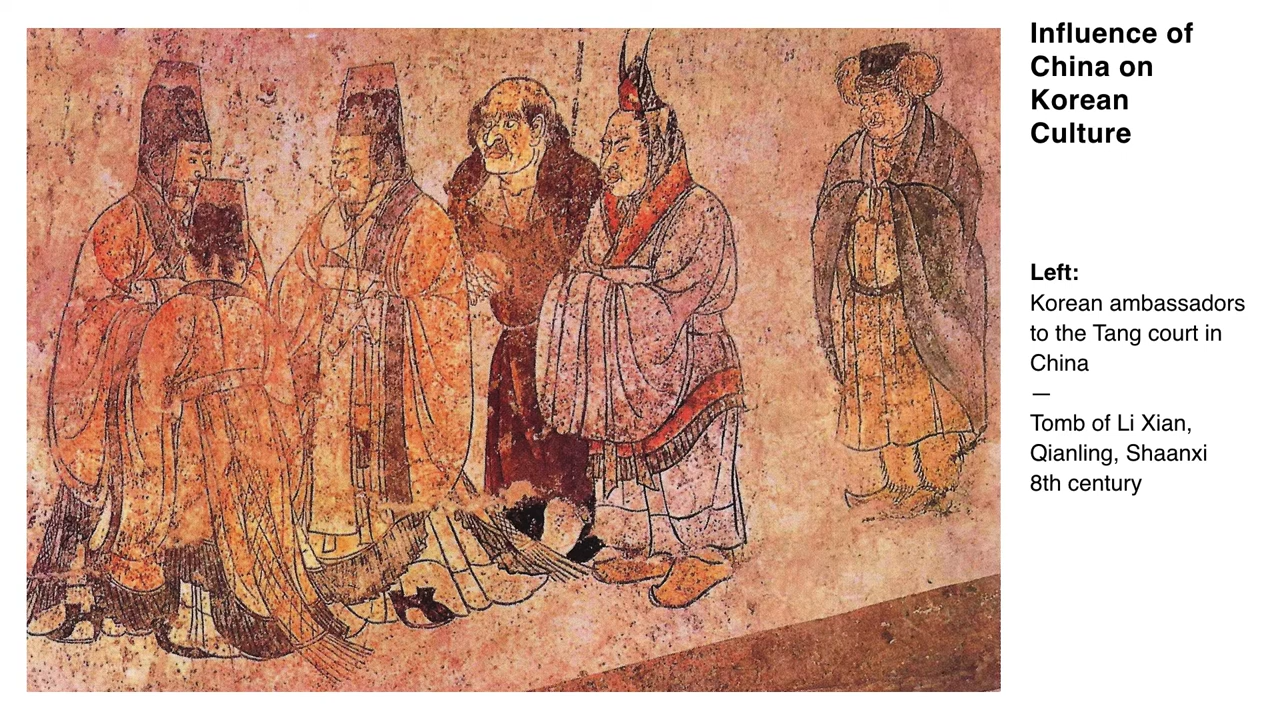 Influence of
China on
Korean
Culture
Left:
Korean ambassadors
to the Tang court in
China
—
Tomb of Li Xian,
Qianling, Shaanxi
8th century